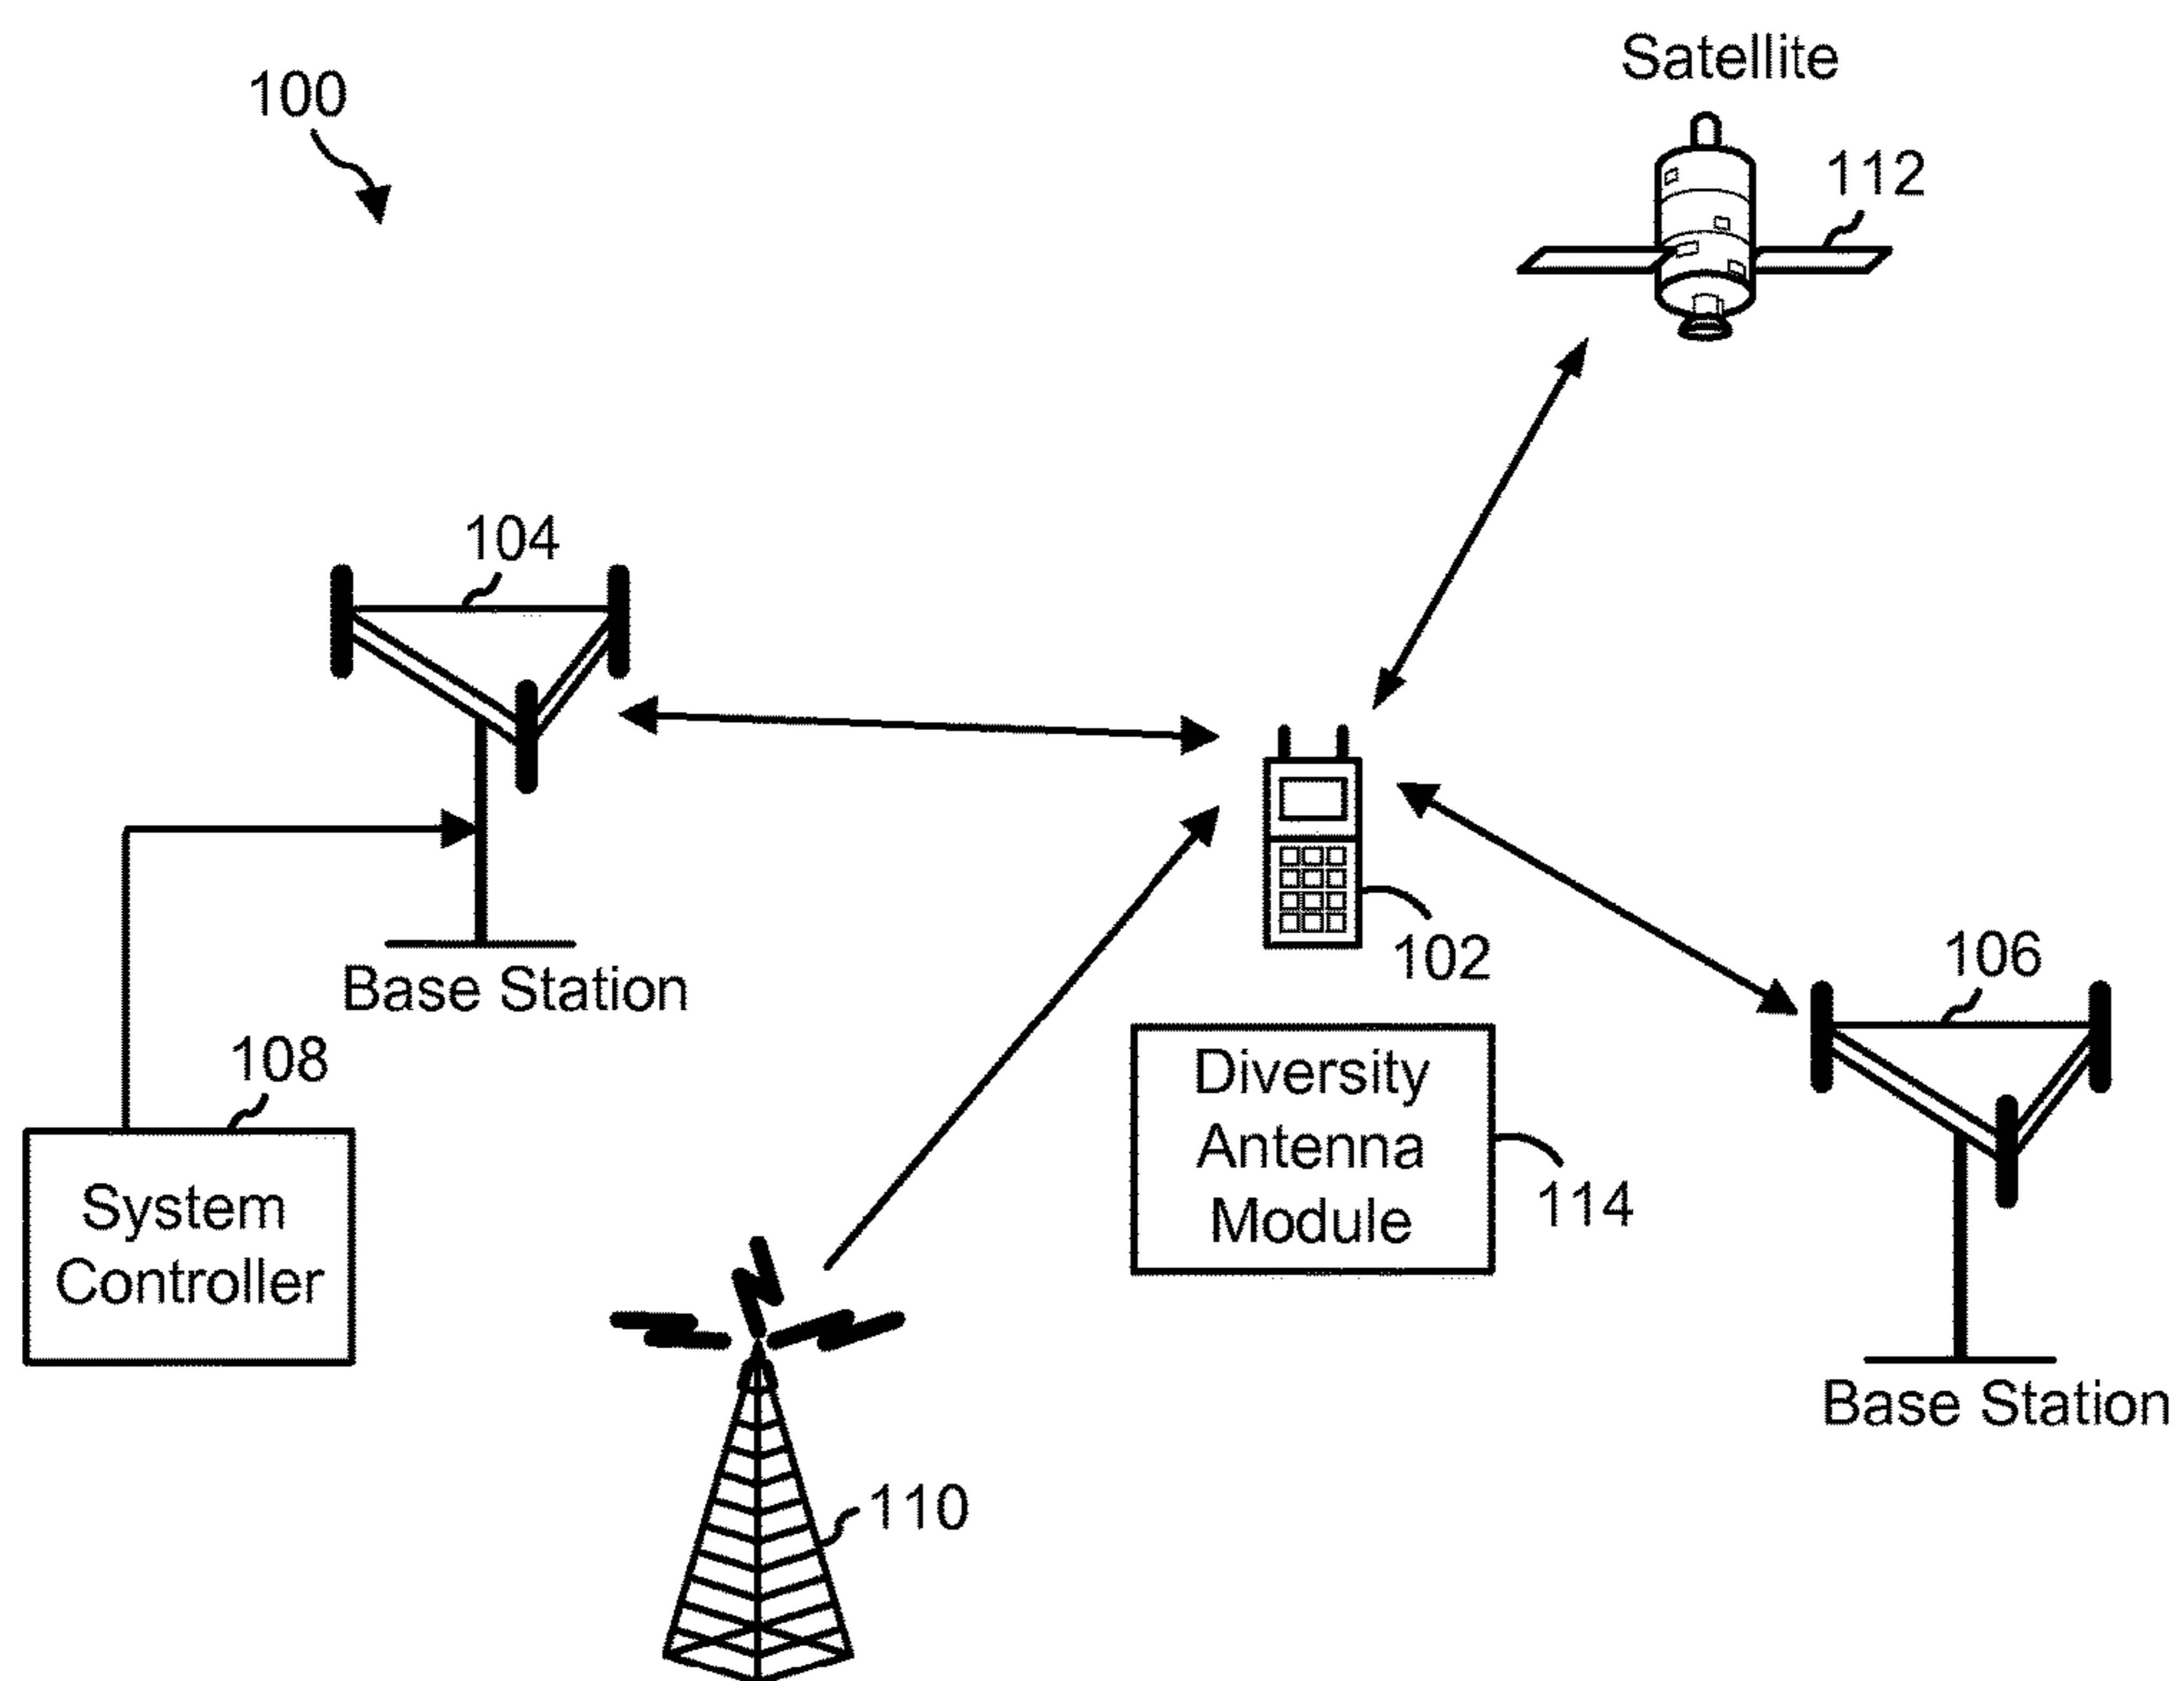 Satellite
100
112
104
102
106
Base Station
108
Diversity
Antenna
Module
114
System
Controller
110
Base Station